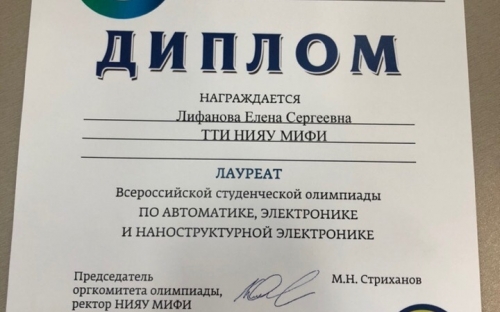 ДИПЛОМ
НАГРАЖДАЕТСЯ
Лифанова Елена Сергеевна
ТТИ НИЯУ МИФИ
ЛАУРЕАТ
Всероссийской студенческой олимпиады
ПО АВТОМАТИКЕ, ЭЛЕКТРОНИКЕ
И НАНОСТРУКТУРНОЙ ЭЛЕКТРОНИКЕ
Председатель
оргкомитета олимпиады,
ректор НИЯУ МИФИ
М.Н. Стриханов